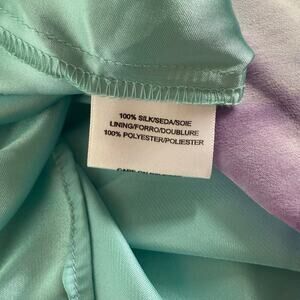 100% SILK/SEDA/SOIE
LINING/FORRO/DOUBLURE
100% POLYESTER/POLIESTER